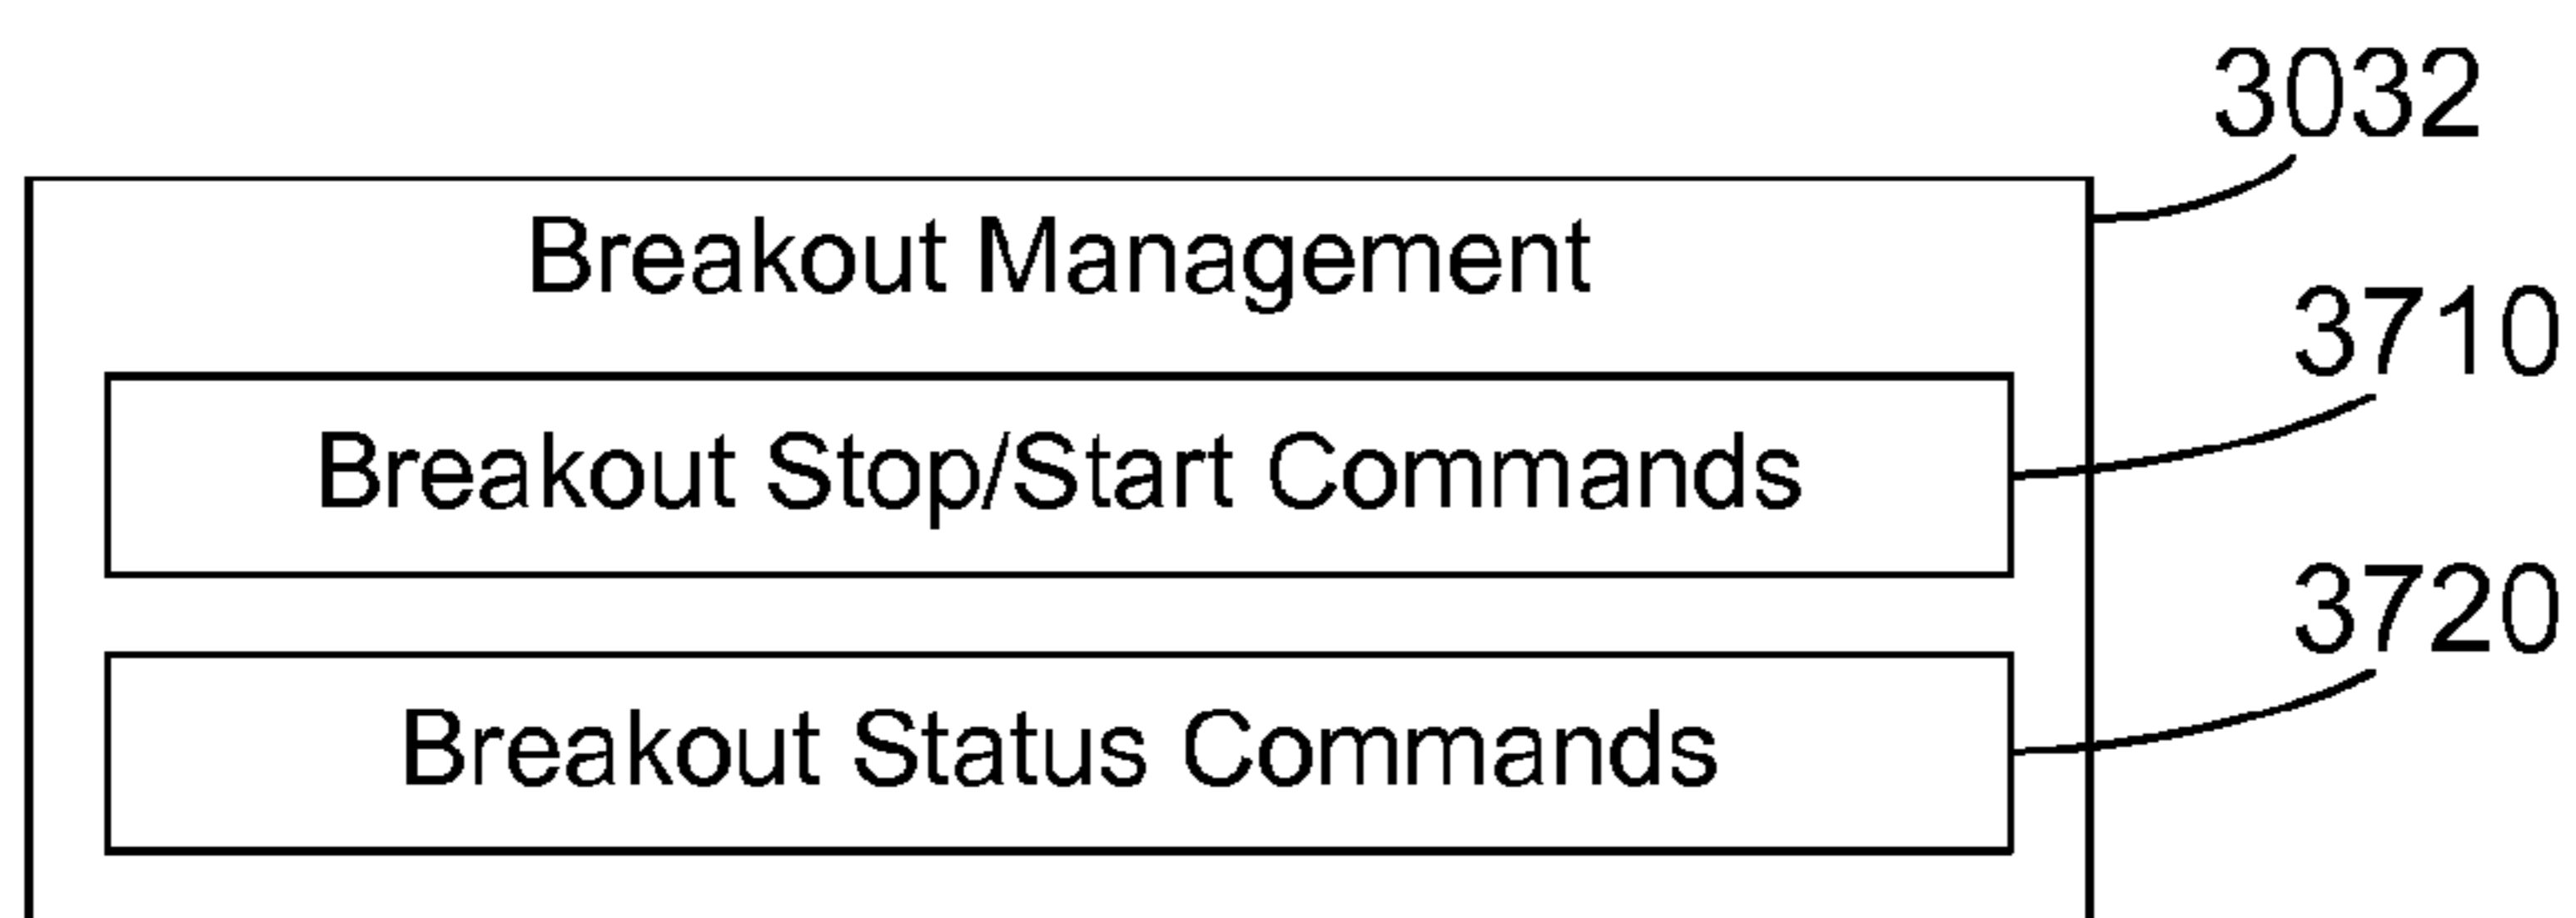 3032
Breakout Management
3710
Breakout Stop/Start Commands
3720
Breakout Status Commands